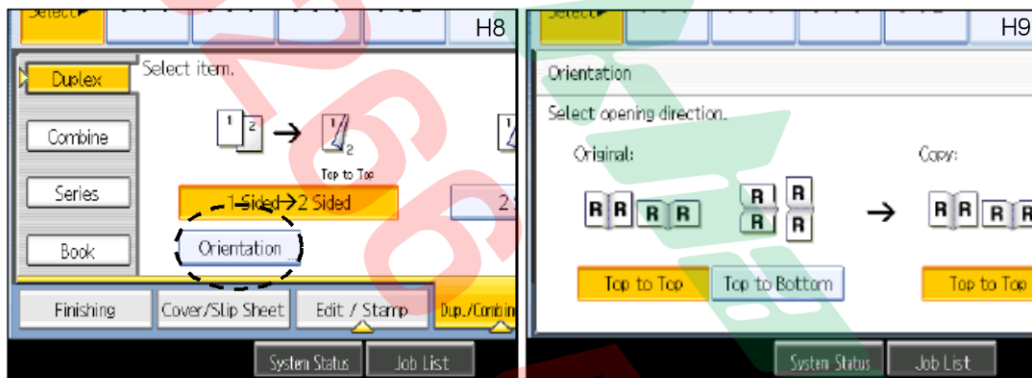 Select▶
H8
Duplex
Select item.
Combine
1 2 → 1 2
Top to Top
Series
1 Sided→2 Sided
2
Book
Orientation
Finishing
Cover/Slip Sheet
Edit / Stamp
Dup./Combin
System Status
Job List
H9
Orientation
Select opening direction.
Original:
Copy:
R R R R
R R
R R
→
R R R R
Top to Top
Top to Bottom
Top to Top
System Status
Job List